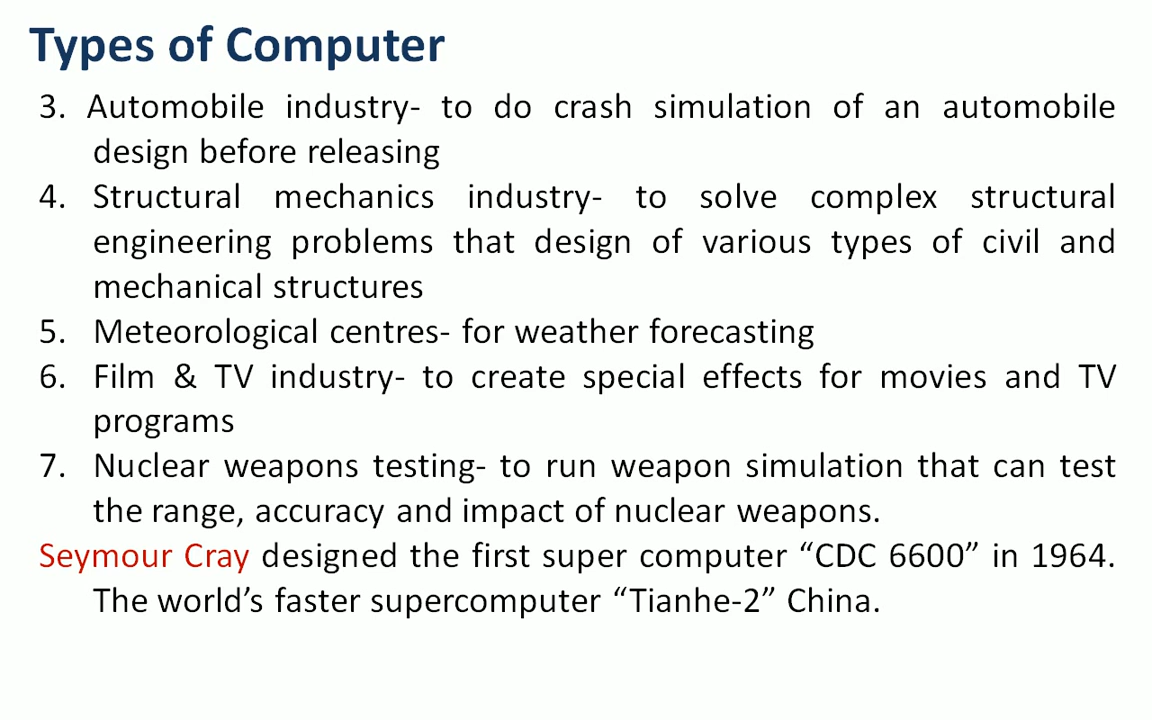 Types of Computer
3. Automobile industry- to do crash simulation of an automobile
design before releasing
4. Structural mechanics industry- to solve complex structural
engineering problems that design of various types of civil and
mechanical structures
5. Meteorological centres- for weather forecasting
6. Film & TV industry- to create special effects for movies and TV
programs
7. Nuclear weapons testing- to run weapon simulation that can test
the range, accuracy and impact of nuclear weapons.
Seymour Cray designed the first super computer “CDC 6600” in 1964.
The world’s faster supercomputer “Tianhe-2” China.